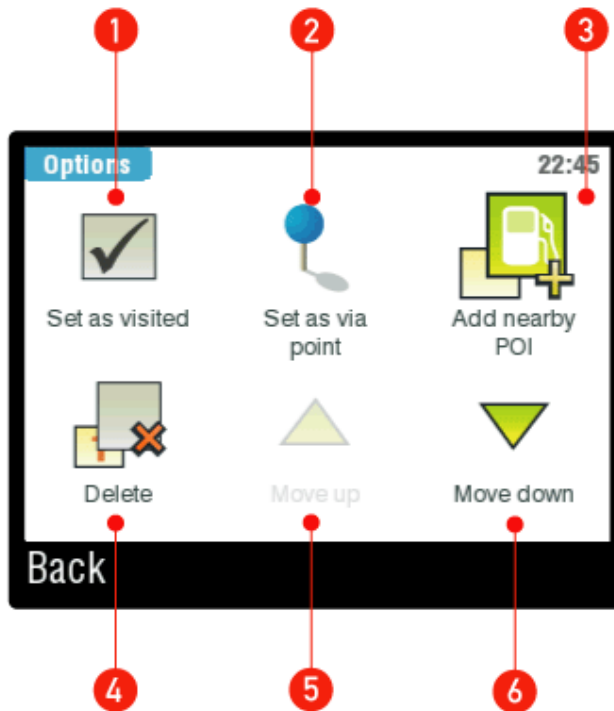 1 2 3
Options 22:45
Set as visited
Set as via
point
Add nearby
POI
Delete
Move up
Move down
Back
4 5 6